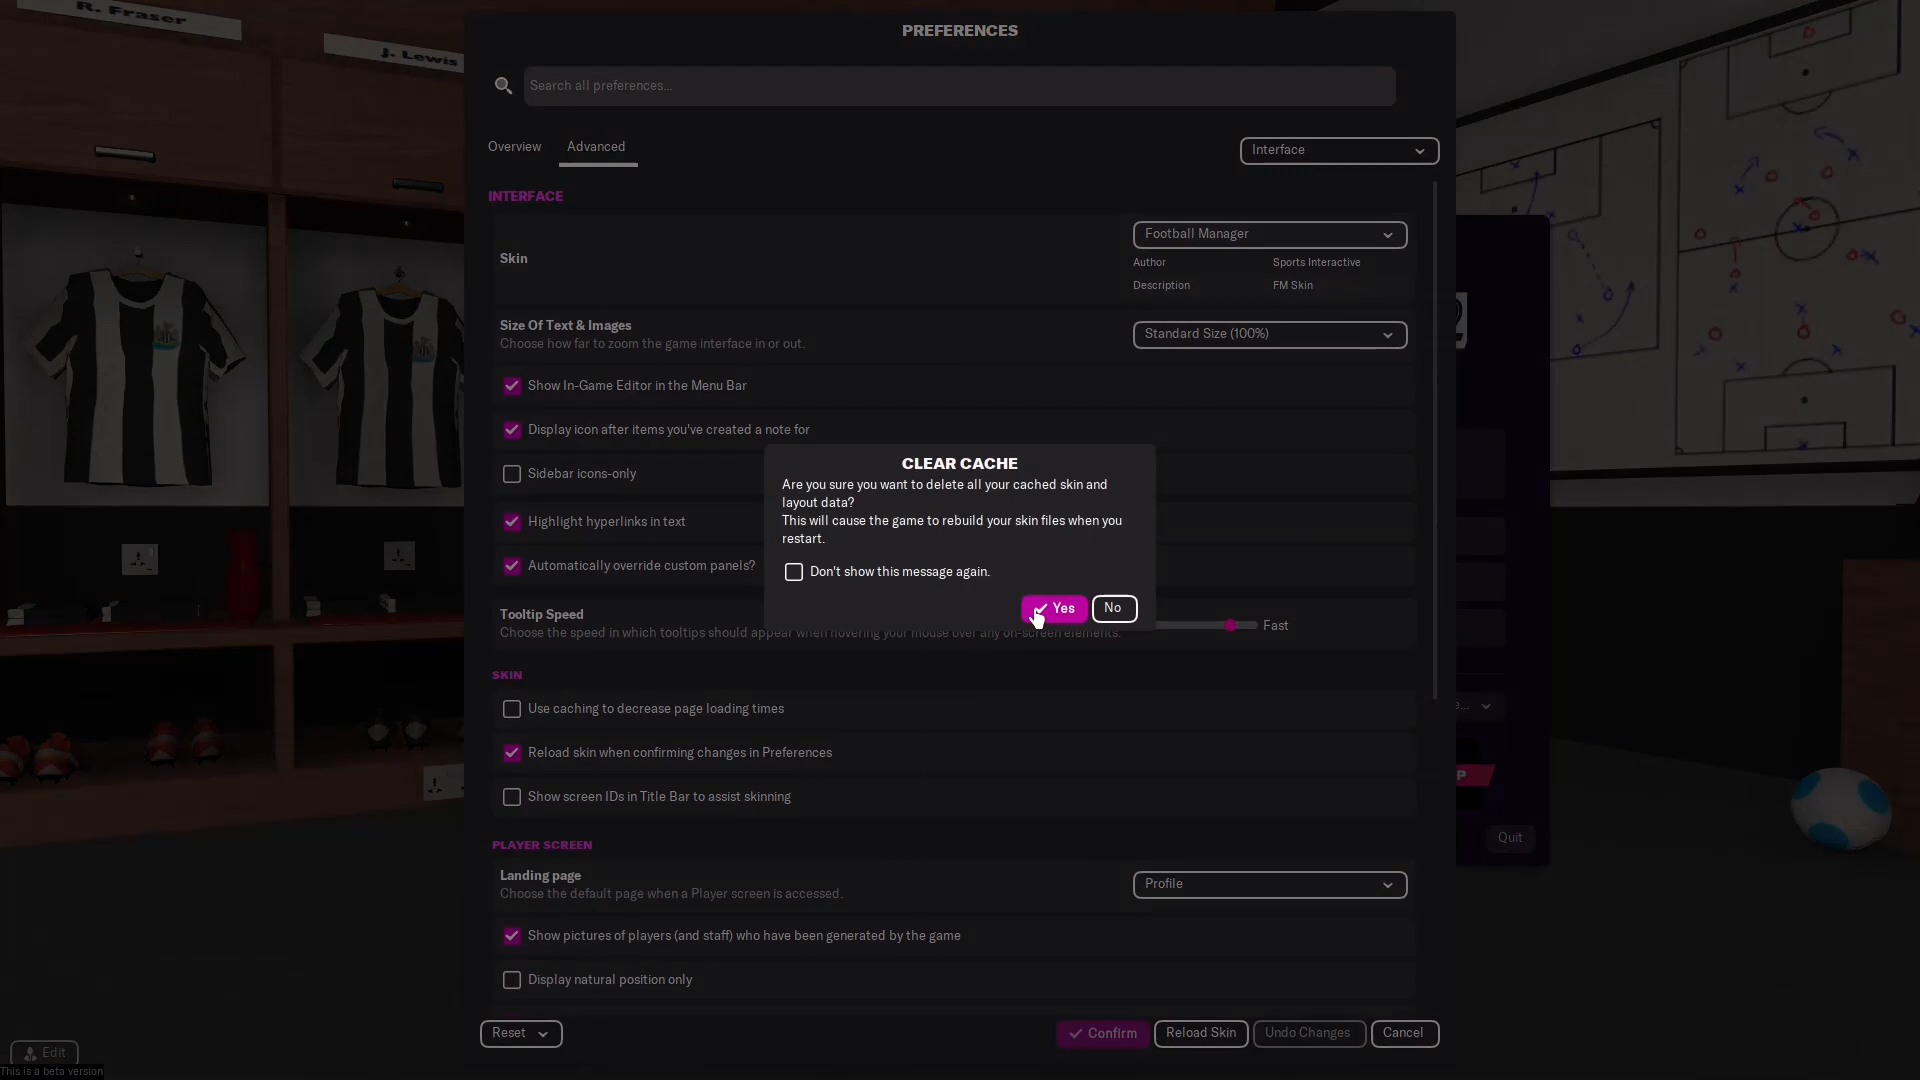 R. Fraser
J. Lewis
PREFERENCES
Search all preferences...
Overview
Advanced
Interface
INTERFACE
Skin
Football Manager
Author
Sports Interactive
Description
FM Skin
Size Of Text & Images
Choose how far to zoom the game interface in or out.
Standard Size (100%)
Show In-Game Editor in the Menu Bar
Display icon after items you've created a note for
Sidebar icons-only
Highlight hyperlinks in text
Automatically override custom panels?
CLEAR CACHE
Are you sure you want to delete all your cached skin and
layout data?
This will cause the game to rebuild your skin files when you
restart.
Don't show this message again.
Yes
No
Tooltip Speed
Choose the speed in which tooltips should appear when hovering your mouse over any on-screen elements.
Fast
SKIN
Use caching to decrease page loading times
Reload skin when confirming changes in Preferences
Show screen IDs in Title Bar to assist skinning
PLAYER SCREEN
Landing page
Choose the default page when a Player screen is accessed.
Profile
Show pictures of players (and staff) who have been generated by the game
Display natural position only
Reset
Confirm
Reload Skin
Undo Changes
Cancel
Quit
Edit
This is a beta version